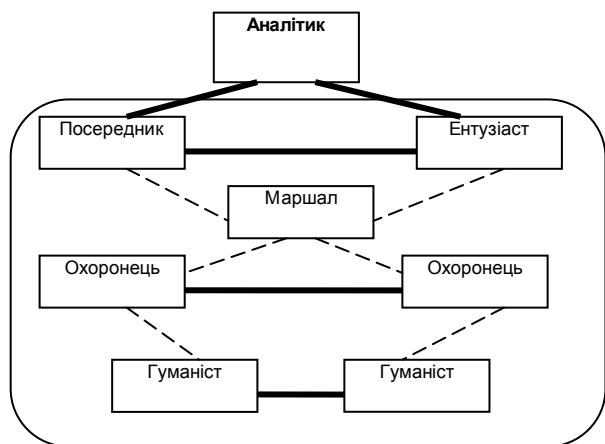 Аналітик
Посередник
Ентузіаст
Маршал
Охоронець
Охоронець
Гуманіст
Гуманіст